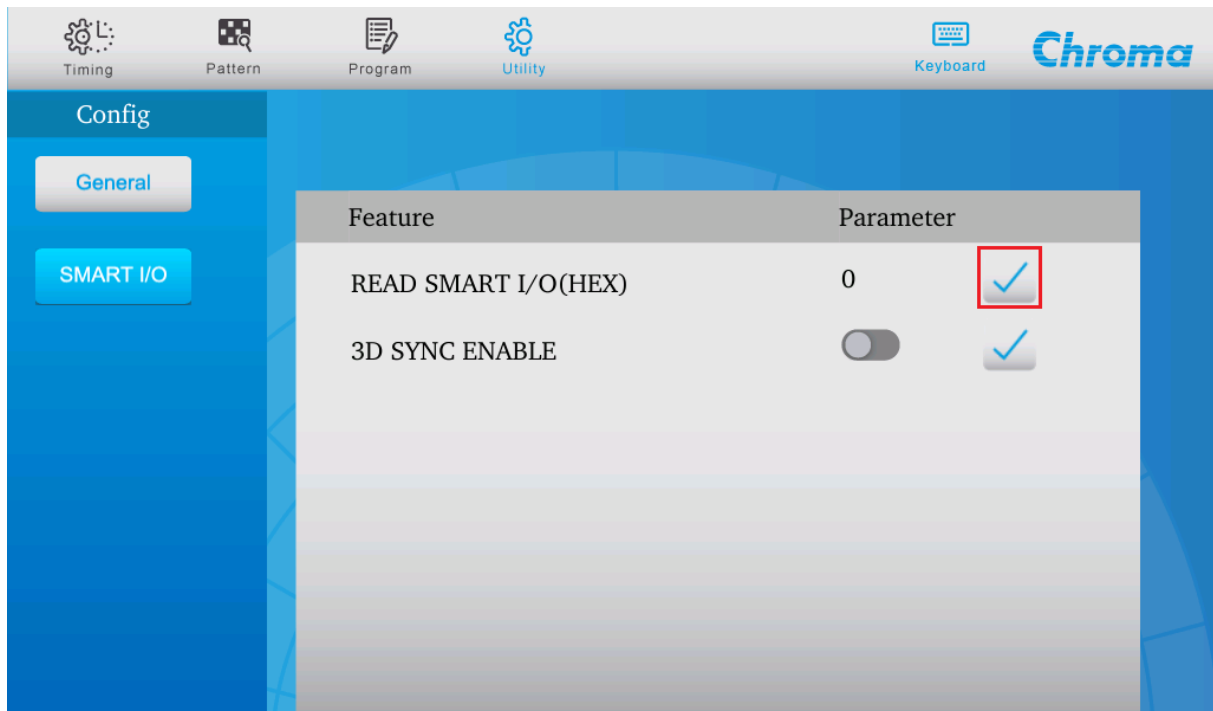 Timing
Pattern
Program
Utility
Keyboard
Chroma
Config
General
SMART I/O
Feature Parameter
READ SMART I/O(HEX) 0
3D SYNC ENABLE